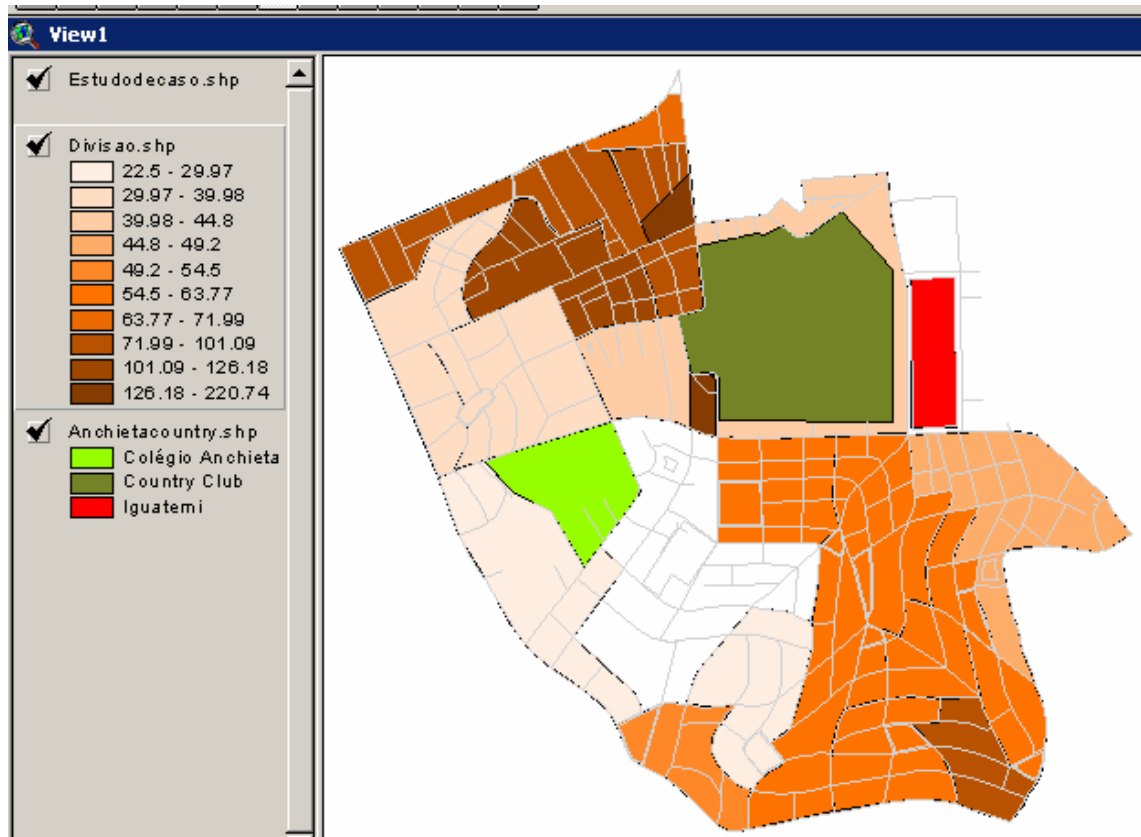 View1
Estudodecaso.shp
Divisao.shp
22.5 - 29.97
29.97 - 39.98
39.98 - 44.8
44.8 - 49.2
49.2 - 54.5
54.5 - 63.77
63.77 - 71.99
71.99 - 101.09
101.09 - 126.18
126.18 - 220.74
Anchietacountry.shp
Colégio Anchieta
Country Club
Iguatemi